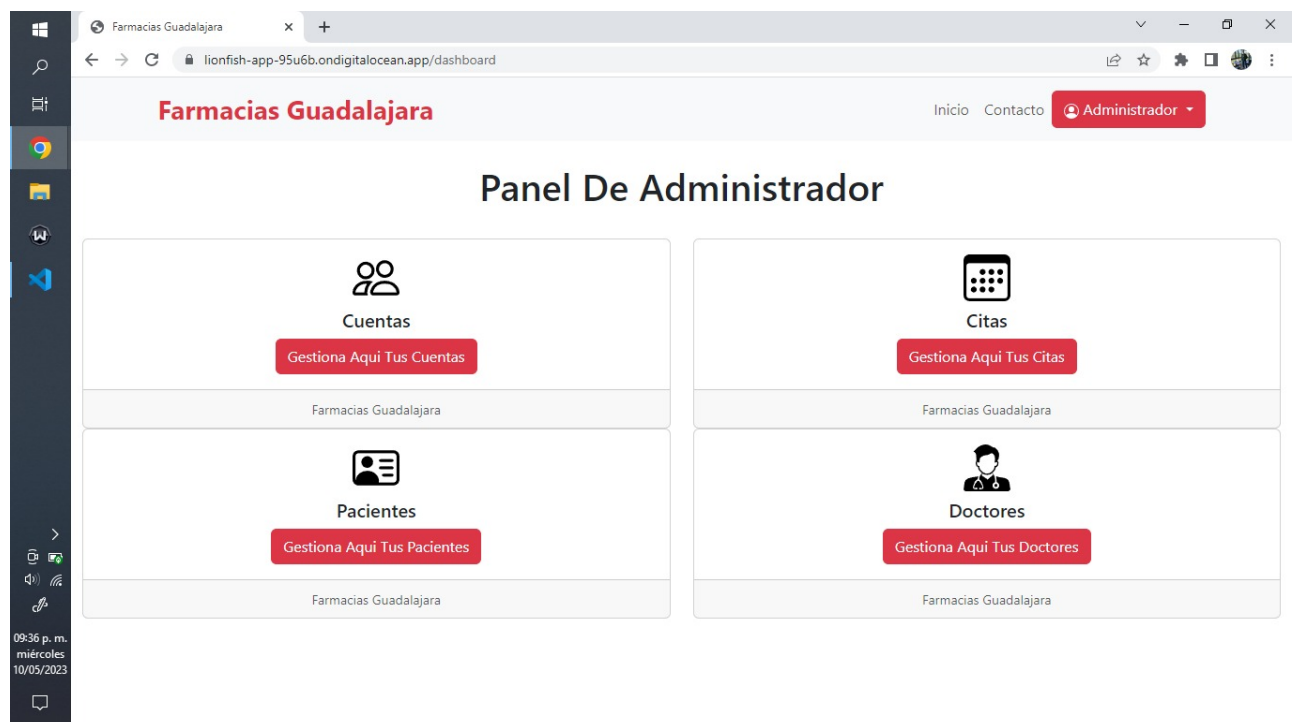 Farmacias Guadalajara
lionfish-app-95u6b.ondigitalocean.app/dashboard
Farmacias Guadalajara
Inicio Contacto Administrador
Panel De Administrador
Cuentas
Gestiona Aqui Tus Cuentas
Farmacias Guadalajara
Citas
Gestiona Aqui Tus Citas
Farmacias Guadalajara
Pacientes
Gestiona Aqui Tus Pacientes
Farmacias Guadalajara
Doctores
Gestiona Aqui Tus Doctores
Farmacias Guadalajara
09:36 p. m.
miércoles
10/05/2023